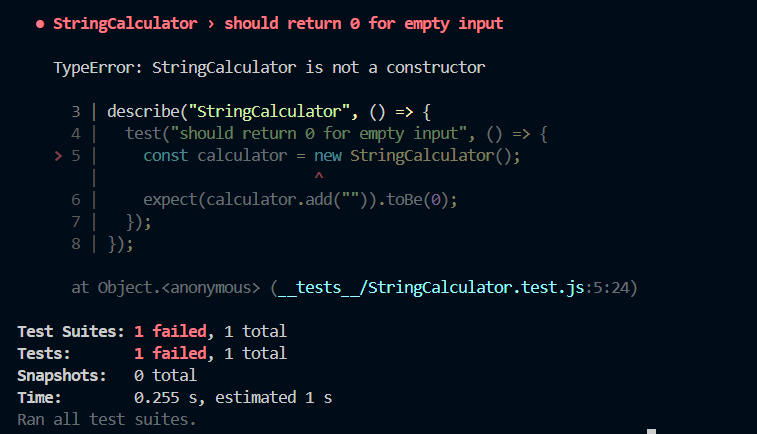 ● StringCalculator › should return 0 for empty input
TypeError: StringCalculator is not a constructor
3 | describe("StringCalculator", () => {
4 |   test("should return 0 for empty input", () => {
> 5 |     const calculator = new StringCalculator();
|                        ^
6 |     expect(calculator.add("")).toBe(0);
7 |   });
8 | });
at Object.<anonymous> (__tests__/StringCalculator.test.js:5:24)
Test Suites: 1 failed, 1 total
Tests:       1 failed, 1 total
Snapshots:   0 total
Time:        0.255 s, estimated 1 s
Ran all test suites.